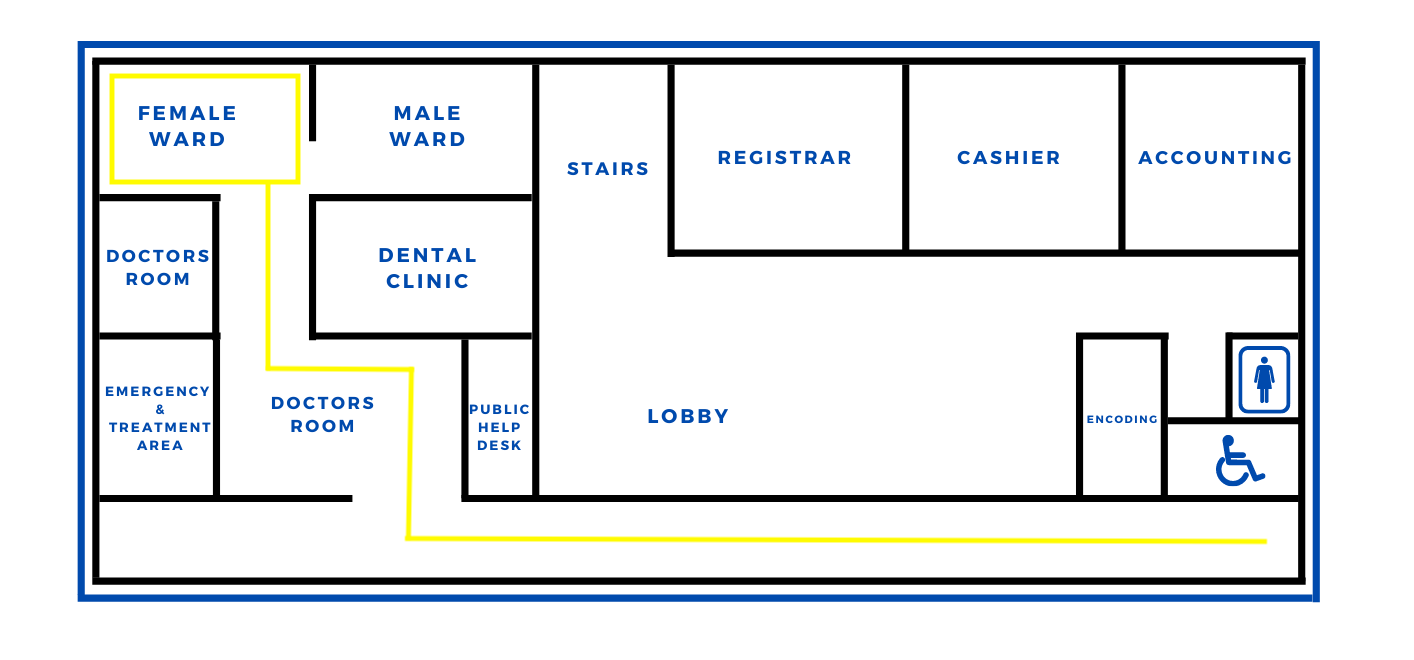 FEMALE
WARD
MALE
WARD
STAIRS
REGISTRAR
CASHIER
ACCOUNTING
DOCTORS
ROOM
DENTAL
CLINIC
EMERGENCY
&
TREATMENT
AREA
DOCTORS
ROOM
PUBLIC
HELP
DESK
LOBBY
ENCODING